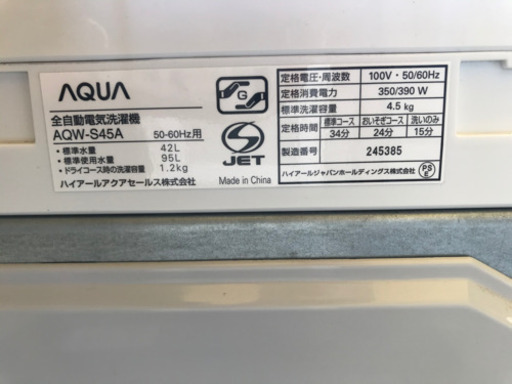 AQUA
全自動電気洗濯機
AQW-S45A 50-60Hz用
・標準水量 42L
・標準使用水量 95L
・ドライコース時の洗濯容量 1.2kg
ハイアールアクアセールス株式会社
G
S
JET
Made in China
定格電圧・周波数 100V・50/60Hz
定格消費電力 350/390 W
標準洗濯容量 4.5kg
定格時間 標準コース おいそぎコース 洗いのみ
34分 24分 15分
製造番号 245385
ハイアールジャパンホールディングス株式会社
PS
E